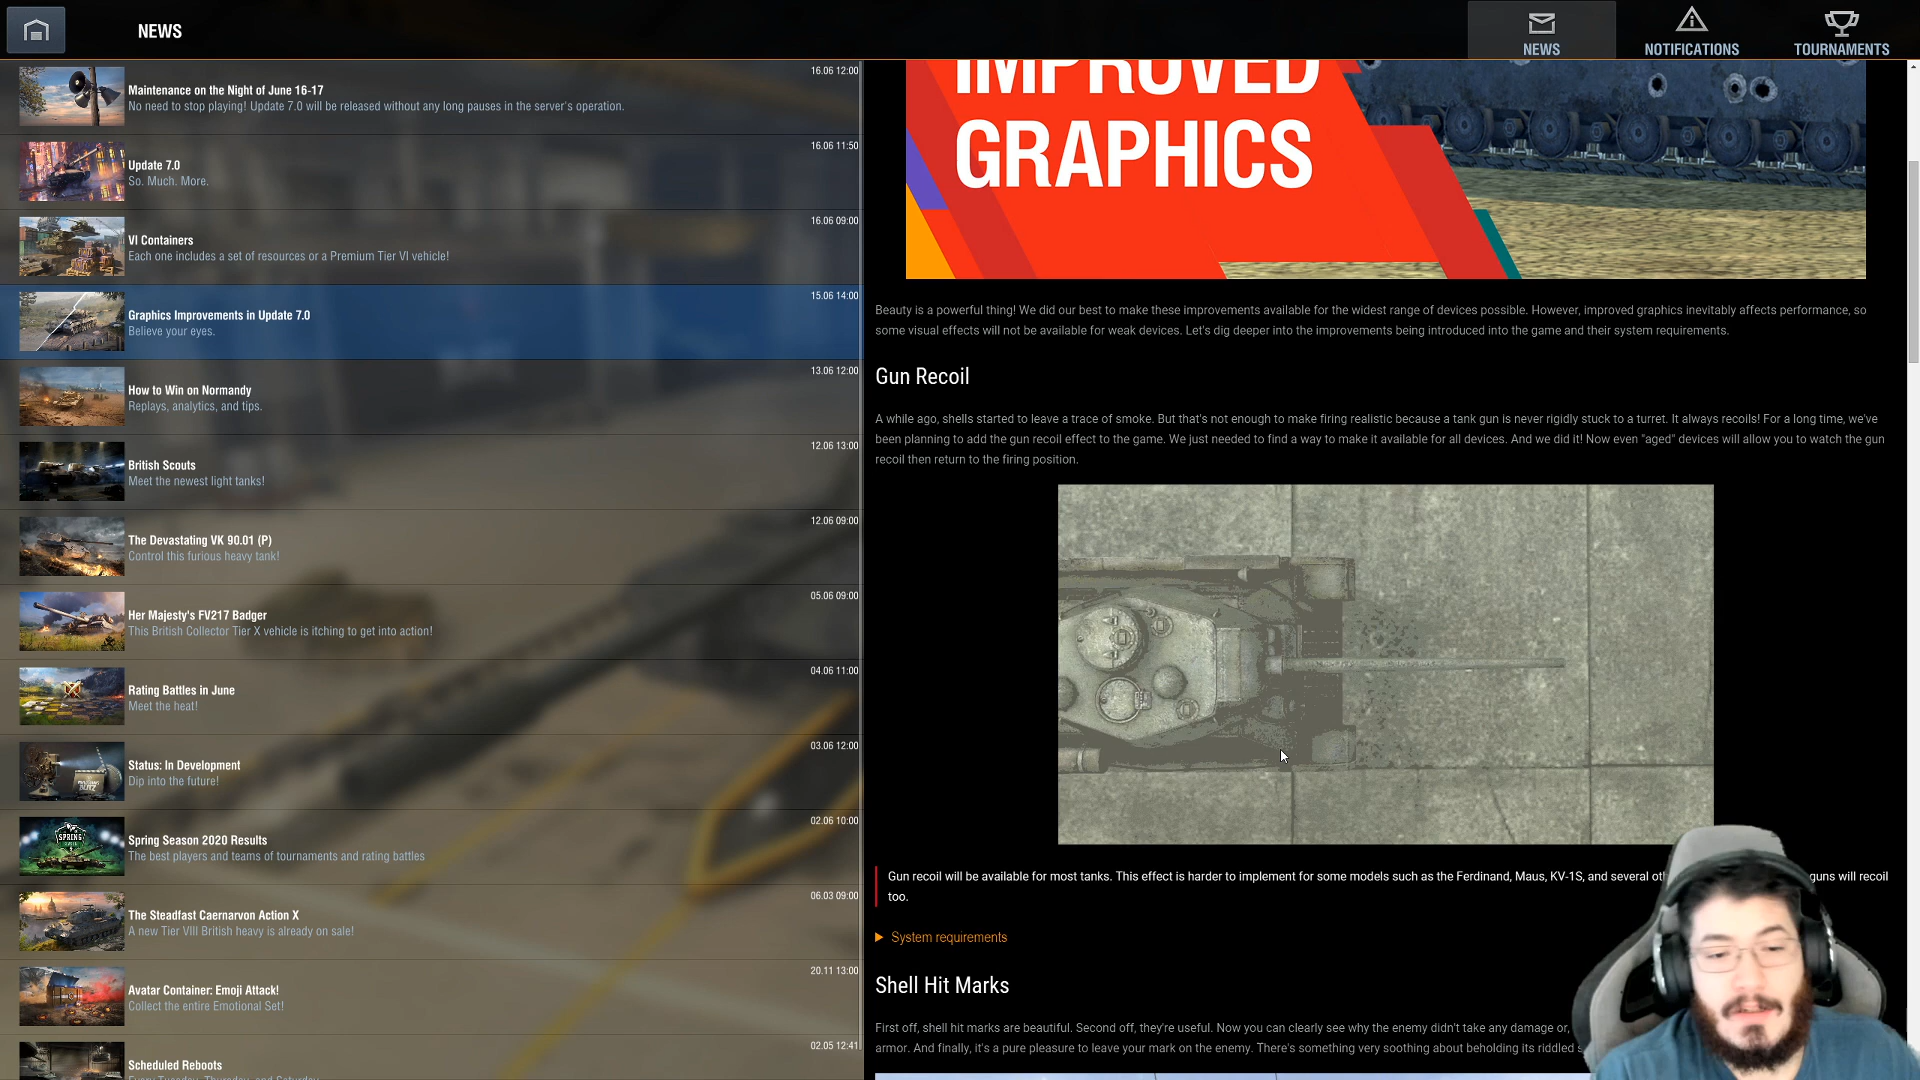 NEWS
NEWS
NOTIFICATIONS
TOURNAMENTS
16.06 12:00
Maintenance on the Night of June 16-17
No need to stop playing! Update 7.0 will be released without any long pauses in the server's operation.
16.06 11:50
Update 7.0
So. Much. More.
16.06 09:00
VI Containers
Each one includes a set of resources or a Premium Tier VI vehicle!
15.06 14:00
Graphics Improvements in Update 7.0
Believe your eyes.
13.06 12:00
How to Win on Normandy
Replays, analytics, and tips.
12.06 13:00
British Scouts
Meet the newest light tanks!
12.06 09:00
The Devastating VK 90.01 (P)
Control this furious heavy tank!
05.06 09:00
Her Majesty's FV217 Badger
This British Collector Tier X vehicle is itching to get into action!
04.06 11:00
Rating Battles in June
Meet the heat!
03.06 12:00
Status: In Development
Dip into the future!
02.06 10:00
Spring Season 2020 Results
The best players and teams of tournaments and rating battles
06.03 09:00
The Steadfast Caernarvon Action X
A new Tier VIII British heavy is already on sale!
20.11 13:00
Avatar Container: Emoji Attack!
Collect the entire Emotional Set!
02.05 12:41
Scheduled Reboots
Every Tuesday, Thursday, and Saturday
IMPROVED
GRAPHICS
Beauty is a powerful thing! We did our best to make these improvements available for the widest range of devices possible. However, improved graphics inevitably affects performance, so
some visual effects will not be available for weak devices. Let's dig deeper into the improvements being introduced into the game and their system requirements.
Gun Recoil
A while ago, shells started to leave a trace of smoke. But that's not enough to make firing realistic because a tank gun is never rigidly stuck to a turret. It always recoils! For a long time, we've
been planning to add the gun recoil effect to the game. We just needed to find a way to make it available for all devices. And we did it! Now even "aged" devices will allow you to watch the gun
recoil then return to the firing position.
Gun recoil will be available for most tanks. This effect is harder to implement for some models such as the Ferdinand, Maus, KV-1S, and several guns will recoil
too.
System requirements
Shell Hit Marks
First off, shell hit marks are beautiful. Second off, they're useful. Now you can clearly see why the enemy didn't take any damage or,
armor. And finally, it's a pure pleasure to leave your mark on the enemy. There's something very soothing about beholding its riddled